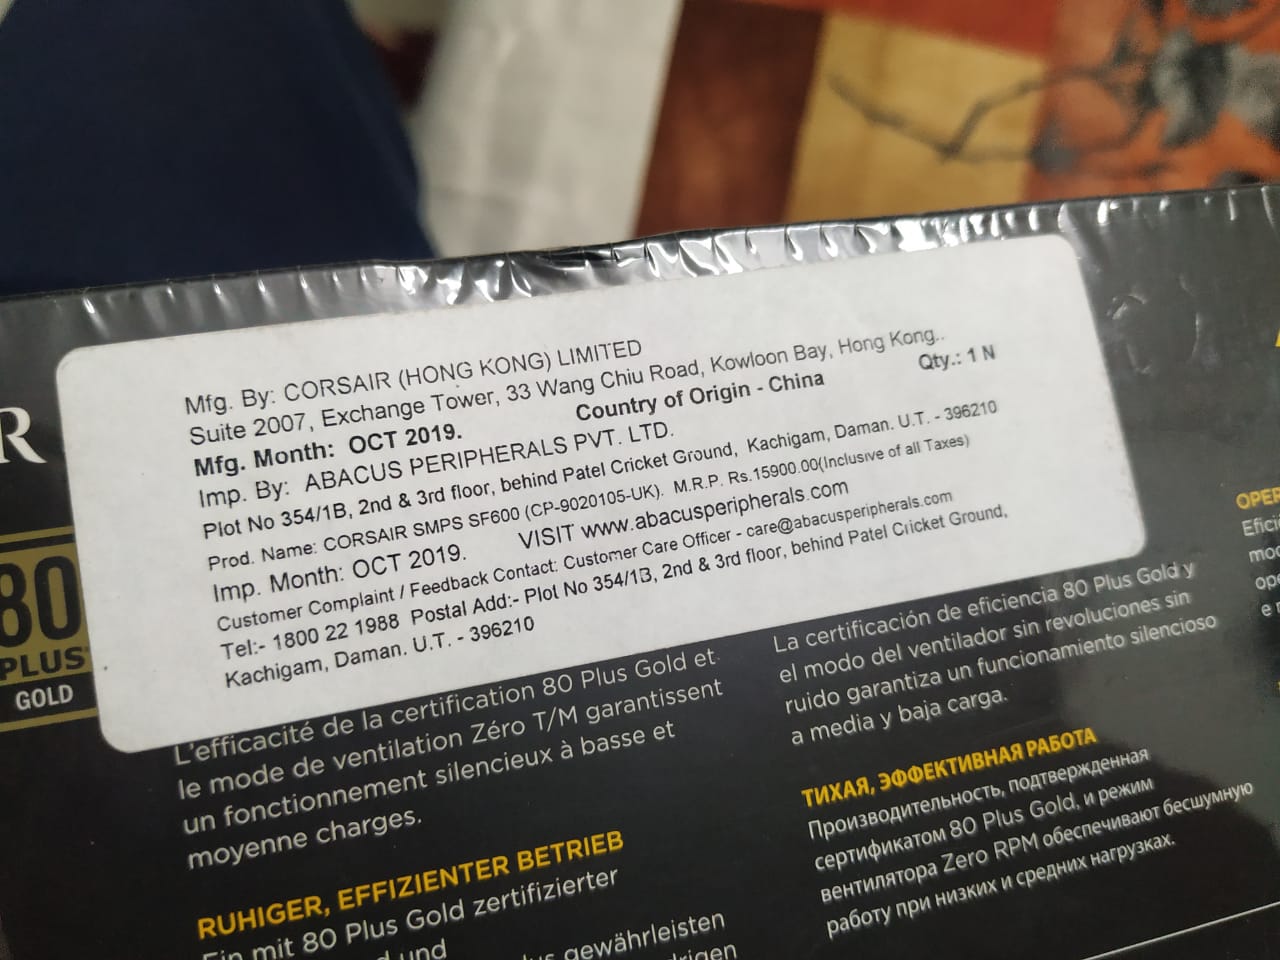 Mfg. By: CORSAIR (HONG KONG) LIMITED
Suite 2007, Exchange Tower, 33 Wang Chiu Road, Kowloon Bay, Hong Kong..
Mfg. Month: OCT 2019. Country of Origin - China Qty.: 1 N
Imp. By: ABACUS PERIPHERALS PVT. LTD.
Plot No 354/1B, 2nd & 3rd floor, behind Patel Cricket Ground, Kachigam, Daman. U.T. - 396210
Prod. Name: CORSAIR SMPS SF600 (CP-9020105-UK). M.R.P. Rs.15900.00(Inclusive of all Taxes)
Imp. Month: OCT 2019. VISIT www.abacusperipherals.com
Customer Complaint / Feedback Contact: Customer Care Officer - care@abacusperipherals.com
Tel:- 1800 22 1988 Postal Add:- Plot No 354/1B, 2nd & 3rd floor, behind Patel Cricket Ground,
Kachigam, Daman. U.T. - 396210
R
80
PLUS
GOLD
L'efficacité de la certification 80 Plus Gold et
le mode de ventilation Zéro T/M garantissent
un fonctionnement silencieux à basse et
moyenne charges.
RUHIGER, EFFIZIENTER BETRIEB
Ein mit 80 Plus Gold zertifizierter
und
gewährleisten
La certificación de eficiencia 80 Plus Gold y
el modo del ventilador sin revoluciones sin
ruido garantiza un funcionamiento silencioso
a media y baja carga.
ТИХАЯ, ЭФФЕКТИВНАЯ РАБОТА
Производительность, подтвержденная
сертификатом 80 Plus Gold, и режим
вентилятора Zero RPM обеспечивают бесшумную
работу при низких и средних нагрузках.
OPER
Effici
mod
ope
e r